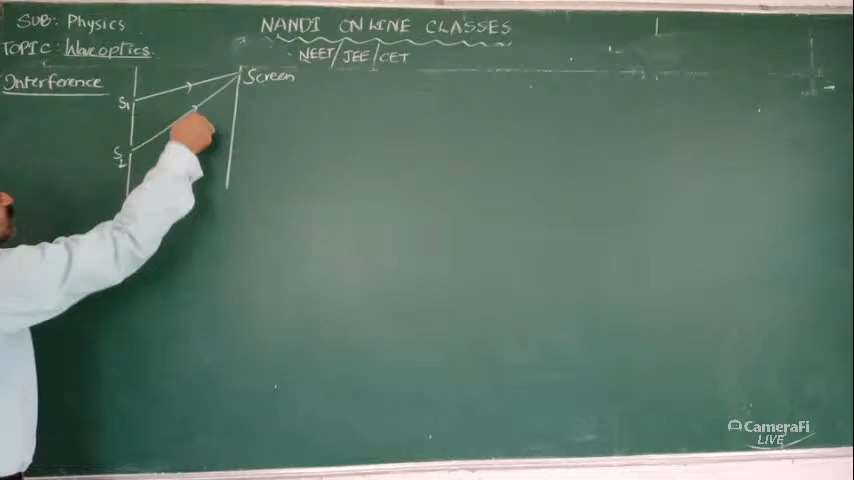 SUB: Physics
TOPIC: Wave optics
NANDI ONLINE CLASSES
NEET/JEE/CET
Interference
S1
S2
Screen
CameraFi
LIVE